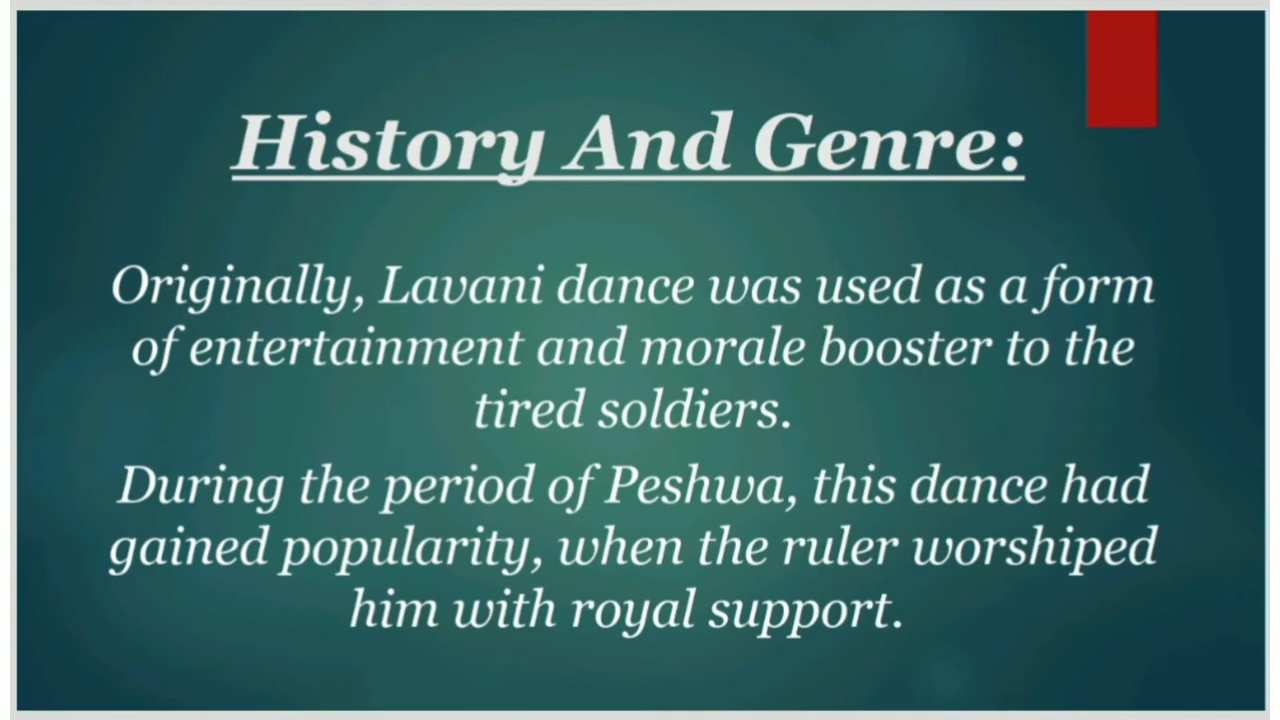 History And Genre:
Originally, Lavani dance was used as a form
of entertainment and morale booster to the
tired soldiers.
During the period of Peshwa, this dance had
gained popularity, when the ruler worshiped
him with royal support.